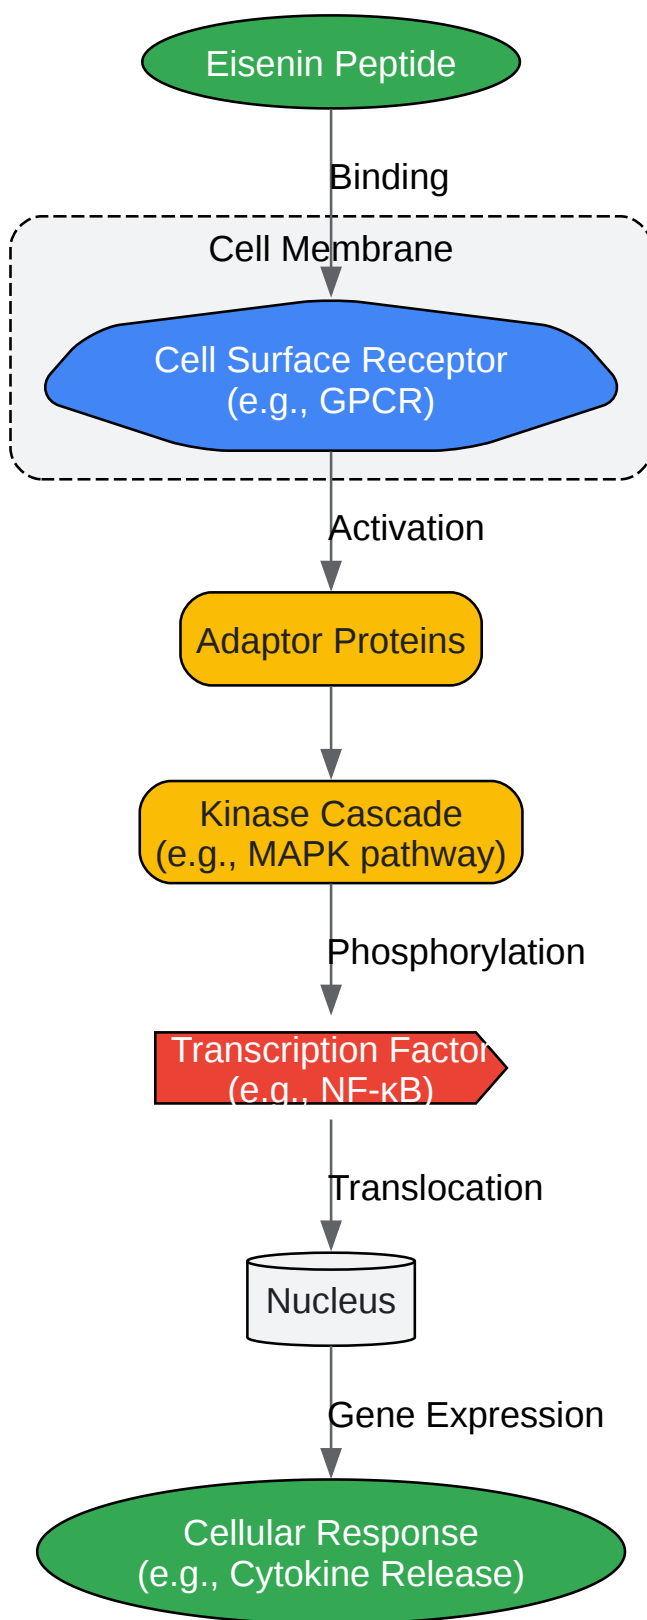 Eisenin Peptide
Binding
Cell Membrane
Cell Surface Receptor
(e.g., GPCR)
Activation
Adaptor Proteins
Kinase Cascade
(e.g., MAPK pathway)
Phosphorylation
Transcription Factor
(e.g., NF-κB)
Translocation
Nucleus
Gene Expression
Cellular Response
(e.g., Cytokine Release)